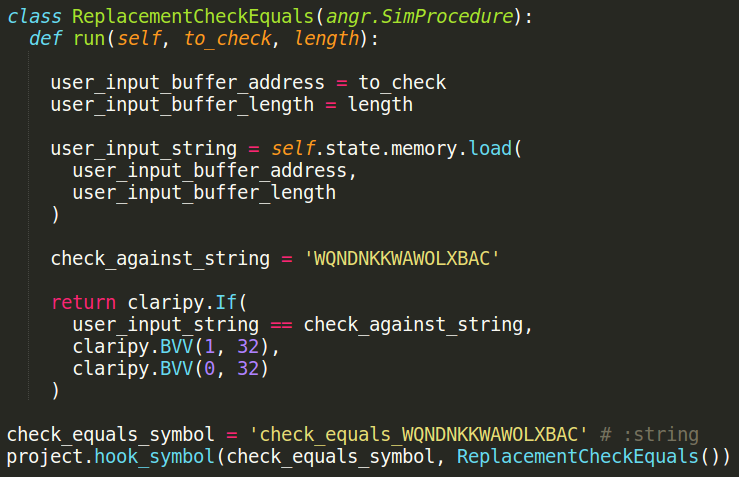 class ReplacementCheckEquals(angr.SimProcedure):
  def run(self, to_check, length):
    user_input_buffer_address = to_check
    user_input_buffer_length = length
    user_input_string = self.state.memory.load(
      user_input_buffer_address,
      user_input_buffer_length
    )
    check_against_string = 'WQNDNKKWAWOLXBAC'
    return claripy.If(
      user_input_string == check_against_string,
      claripy.BVV(1, 32),
      claripy.BVV(0, 32)
    )
check_equals_symbol = 'check_equals_WQNDNKKWAWOLXBAC' # :string
project.hook_symbol(check_equals_symbol, ReplacementCheckEquals())